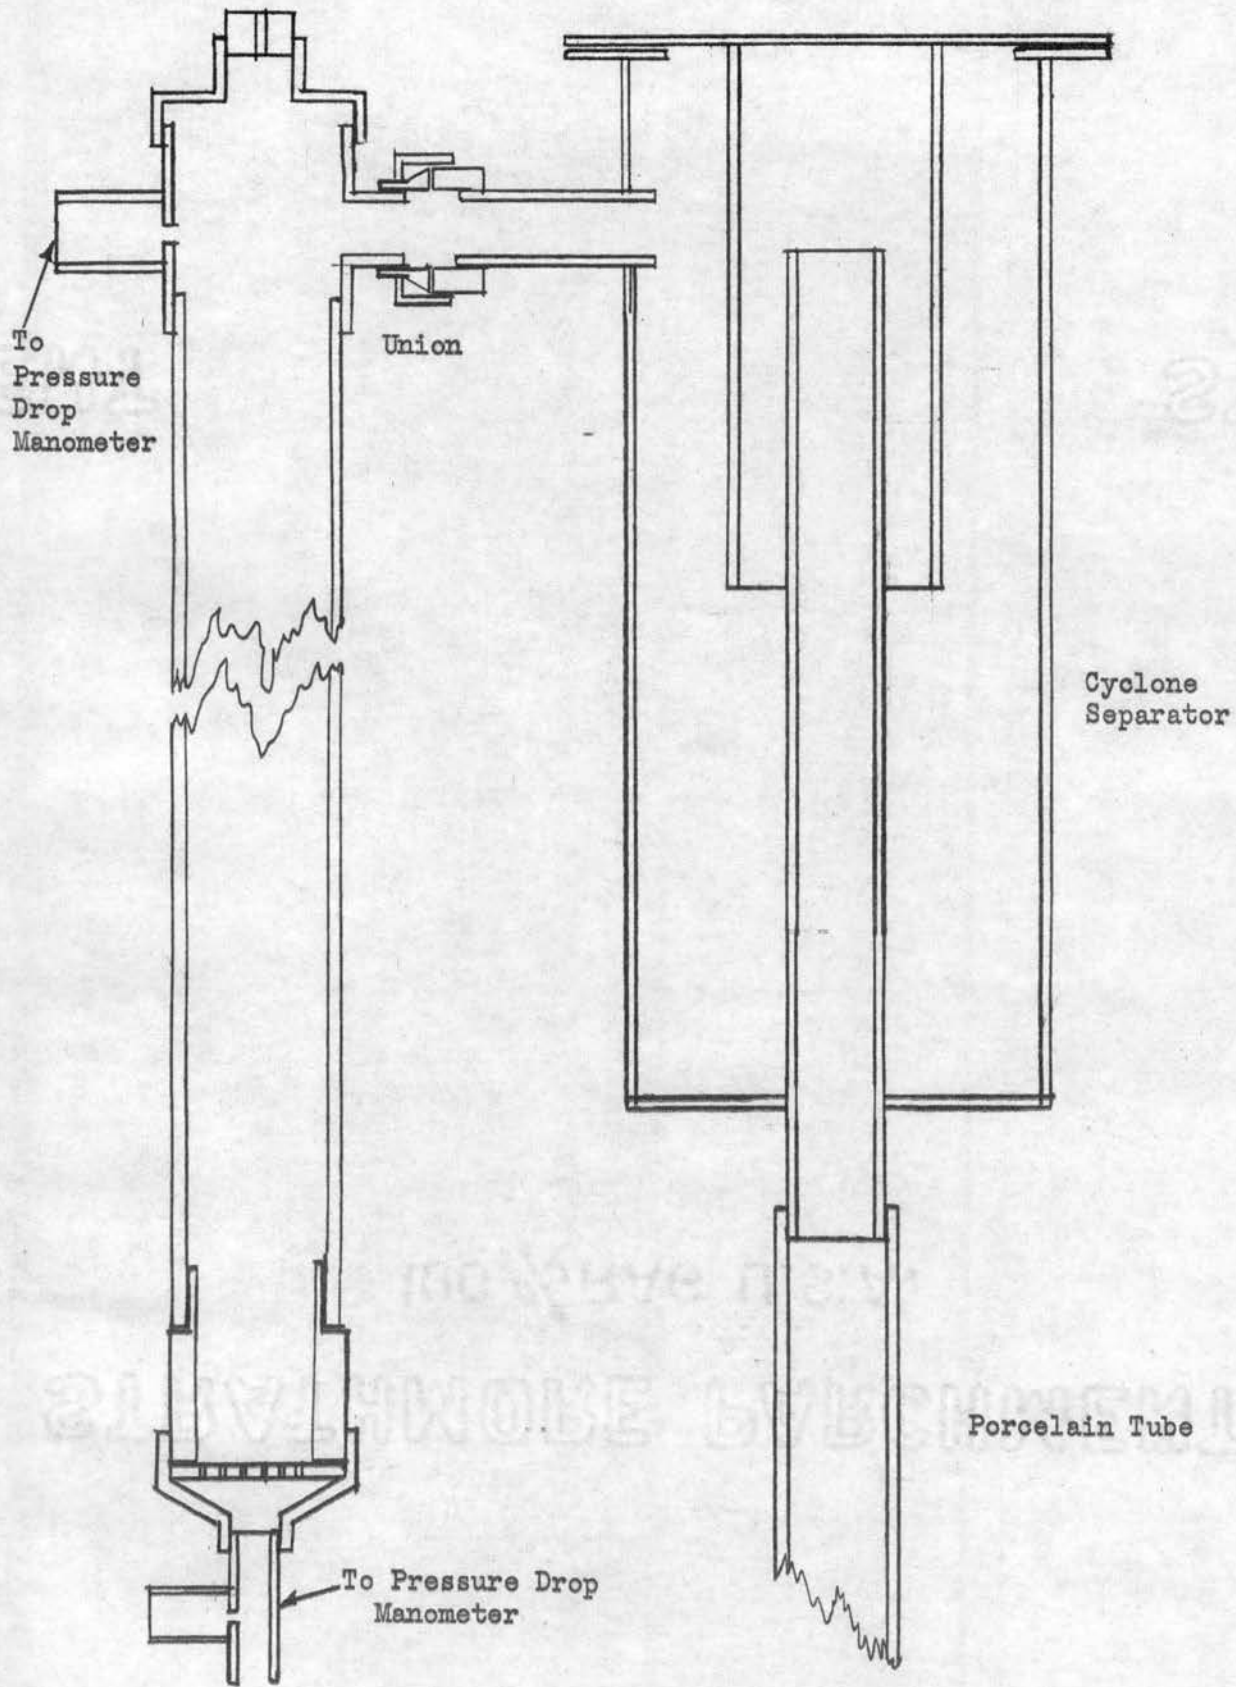 To
Pressure
Drop
Manometer
Union
Cyclone
Separator
Porcelain Tube
To Pressure Drop
Manometer